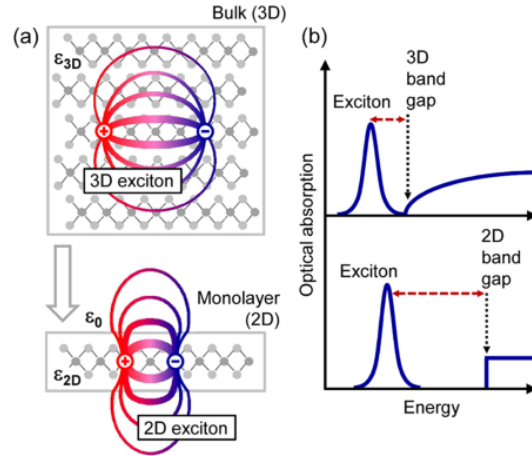 (a)
Bulk (3D)
ε3D
+
−
3D exciton
ε0
Monolayer
(2D)
ε2D
+
−
2D exciton
(b)
3D
band
gap
Exciton
2D
band
gap
Exciton
Optical absorption
Energy